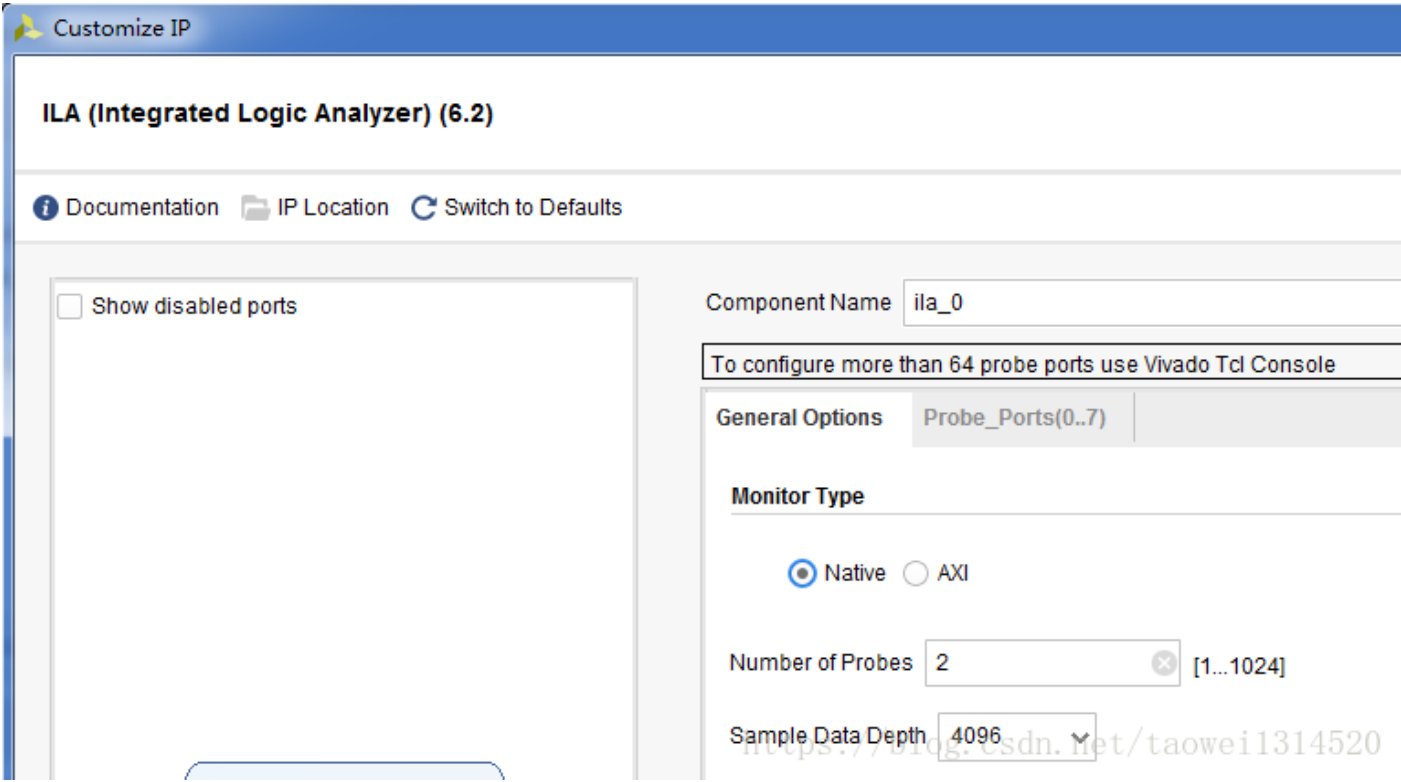 Customize IP
ILA (Integrated Logic Analyzer) (6.2)
Documentation IP Location Switch to Defaults
Show disabled ports
Component Name ila_0
To configure more than 64 probe ports use Vivado Tcl Console
General Options Probe_Ports(0..7)
Monitor Type
Native AXI
Number of Probes 2 [1...1024]
Sample Data Depth 4096
https://blog.csdn.net/taowei1314520